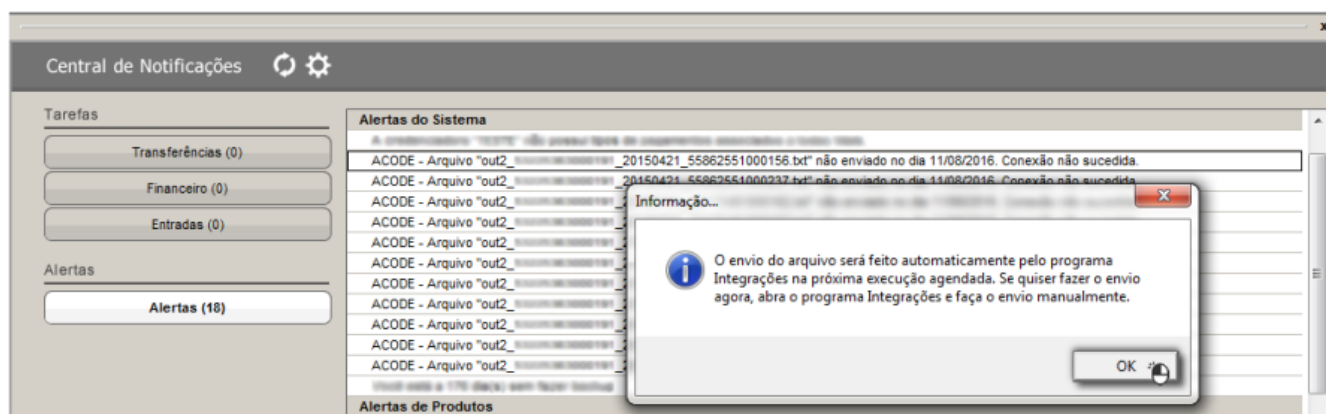 x
Central de Notificações
Tarefas
Transferências (0)
Financeiro (0)
Entradas (0)
Alertas
Alertas (18)
Alertas do Sistema
ACODE - Arquivo "out2_ _20150421_55862551000156.txt" não enviado no dia 11/08/2016. Conexão não sucedida.
ACODE - Arquivo "out2_ _20150421_55862551000237.txt" não enviado no dia 11/08/2016. Conexão não sucedida.
ACODE - Arquivo "out2_
ACODE - Arquivo "out2_
ACODE - Arquivo "out2_
ACODE - Arquivo "out2_
ACODE - Arquivo "out2_
ACODE - Arquivo "out2_
ACODE - Arquivo "out2_
ACODE - Arquivo "out2_
ACODE - Arquivo "out2_
Alertas de Produtos
Informação...
O envio do arquivo será feito automaticamente pelo programa
Integrações na próxima execução agendada. Se quiser fazer o envio
agora, abra o programa Integrações e faça o envio manualmente.
OK